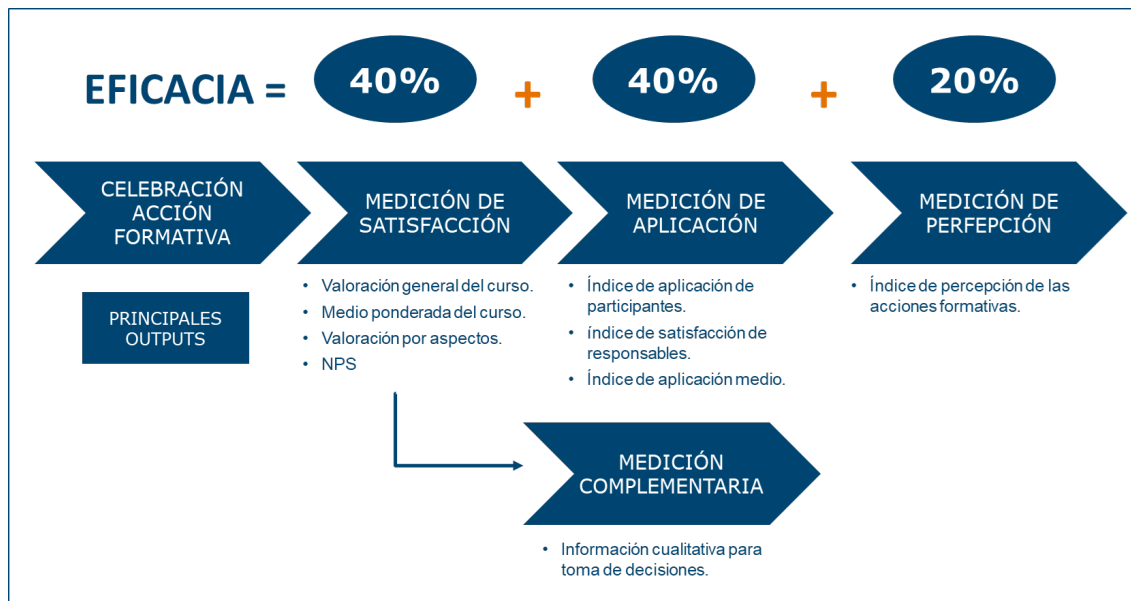 EFICACIA = 40% + 40% + 20%
CELEBRACIÓN
ACCIÓN
FORMATIVA
MEDICIÓN DE
SATISFACCIÓN
MEDICIÓN DE
APLICACIÓN
MEDICIÓN DE
PERFEPCIÓN
PRINCIPALES
OUTPUTS
• Valoración general del curso.
• Medio ponderada del curso.
• Valoración por aspectos.
• NPS
• Índice de aplicación de
participantes.
• índice de satisfacción de
responsables.
• Índice de aplicación medio.
• Índice de percepción de las
acciones formativas.
MEDICIÓN
COMPLEMENTARIA
• Información cualitativa para
toma de decisiones.